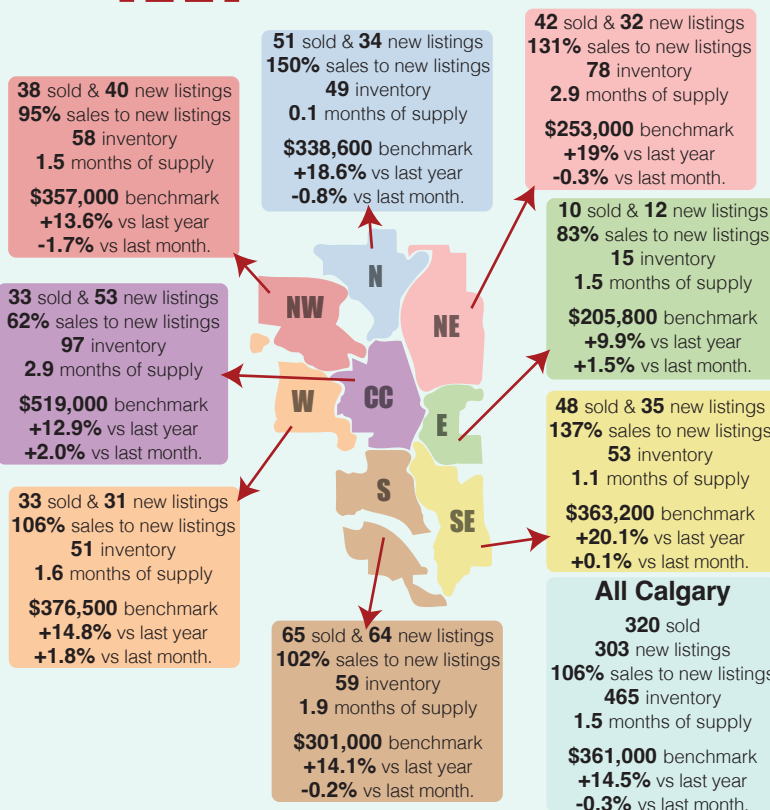 51 sold & 34 new listings
150% sales to new listings
49 inventory
0.1 months of supply
$338,600 benchmark
+18.6% vs last year
-0.8% vs last month.
42 sold & 32 new listings
131% sales to new listings
78 inventory
2.9 months of supply
$253,000 benchmark
+19% vs last year
-0.3% vs last month.
38 sold & 40 new listings
95% sales to new listings
58 inventory
1.5 months of supply
$357,000 benchmark
+13.6% vs last year
-1.7% vs last month.
10 sold & 12 new listings
83% sales to new listings
15 inventory
1.5 months of supply
$205,800 benchmark
+9.9% vs last year
+1.5% vs last month.
N
NW
NE
W
CC
E
S
SE
33 sold & 53 new listings
62% sales to new listings
97 inventory
2.9 months of supply
$519,000 benchmark
+12.9% vs last year
+2.0% vs last month.
48 sold & 35 new listings
137% sales to new listings
53 inventory
1.1 months of supply
$363,200 benchmark
+20.1% vs last year
+0.1% vs last month.
33 sold & 31 new listings
106% sales to new listings
51 inventory
1.6 months of supply
$376,500 benchmark
+14.8% vs last year
+1.8% vs last month.
65 sold & 64 new listings
102% sales to new listings
59 inventory
1.9 months of supply
$301,000 benchmark
+14.1% vs last year
-0.2% vs last month.
All Calgary
320 sold
303 new listings
106% sales to new listings
465 inventory
1.5 months of supply
$361,000 benchmark
+14.5% vs last year
-0.3% vs last month.